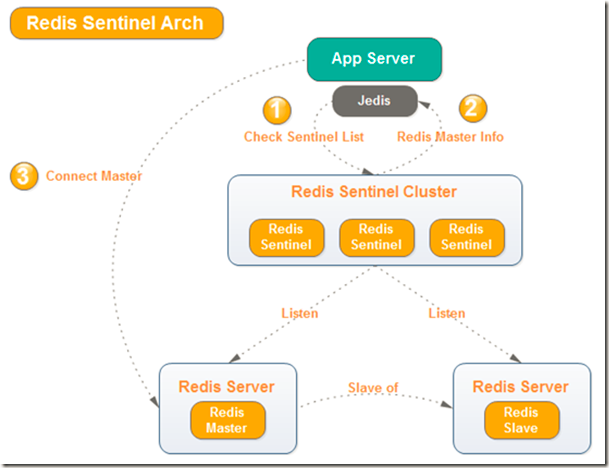 Redis Sentinel Arch
App Server
Jedis
1
2
Check Sentinel List
Redis Master Info
3
Connect Master
Redis Sentinel Cluster
Redis
Sentinel
Redis
Sentinel
Redis
Sentinel
Listen
Listen
Redis Server
Redis
Master
Slave of
Redis Server
Redis
Slave